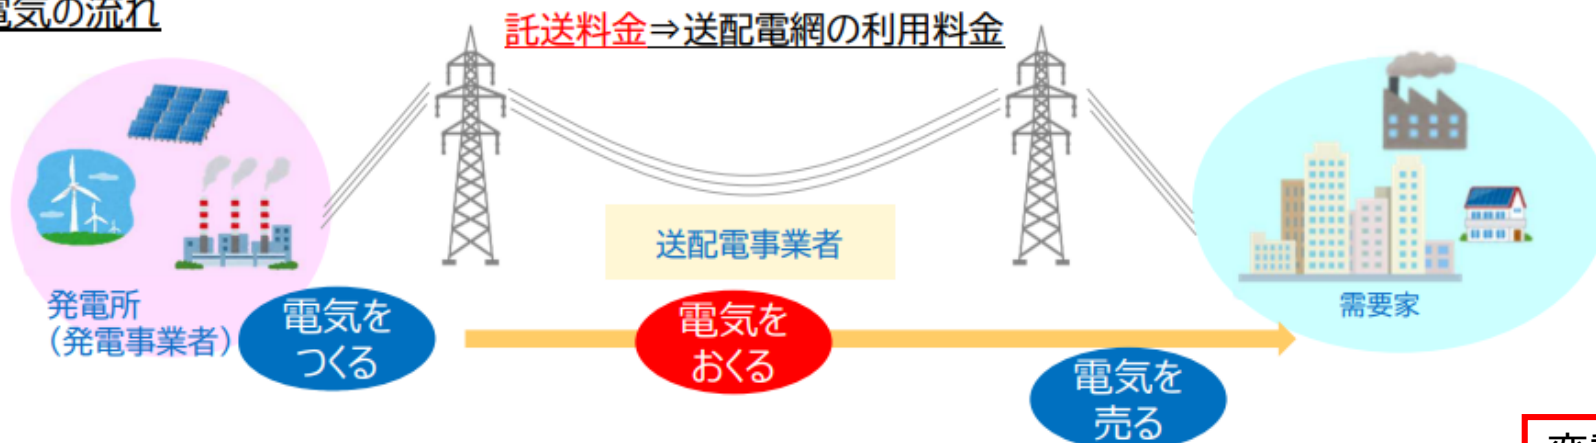 電気の流れ
託送料金⇒送配電網の利用料金
送配電事業者
発電所
（発電事業者）
電気を
つくる
電気を
おくる
電気を
売る
需要家